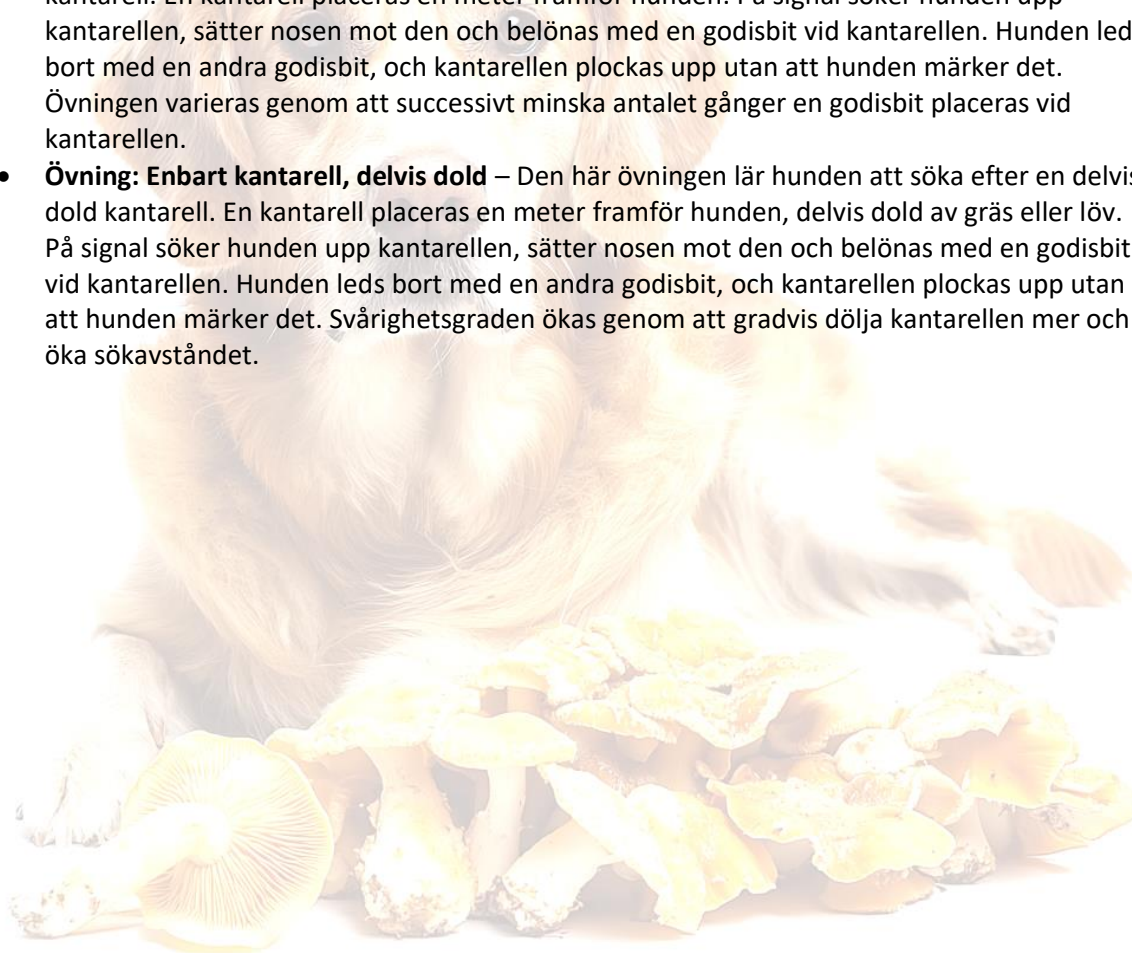 kantarell. En kantarell placeras en meter framför hunden. På signal söker hunden upp
kantarellen, sätter nosen mot den och belönas med en godisbit vid kantarellen. Hunden led
bort med en andra godisbit, och kantarellen plockas upp utan att hunden märker det.
Övningen varieras genom att successivt minska antalet gånger en godisbit placeras vid
kantarellen.
• Övning: Enbart kantarell, delvis dold – Den här övningen lär hunden att söka efter en delvis
dold kantarell. En kantarell placeras en meter framför hunden, delvis dold av gräs eller löv.
På signal söker hunden upp kantarellen, sätter nosen mot den och belönas med en godisbit
vid kantarellen. Hunden leds bort med en andra godisbit, och kantarellen plockas upp utan
att hunden märker det. Svårighetsgraden ökas genom att gradvis dölja kantarellen mer och
öka sökavståndet.